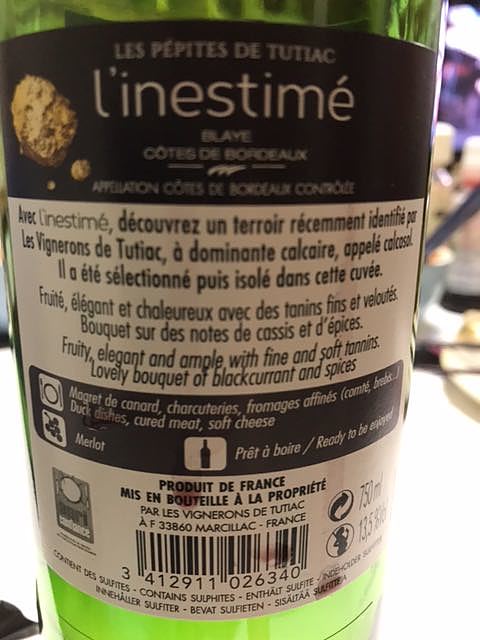 LES PÉPITES DE TUTIAC
l'inestimé
BLAYE
CÔTES DE BORDEAUX
APPELLATION CÔTES DE BORDEAUX CONTRÔLÉE
Avec l'inestimé, découvrez un terroir récemment identifié par
Les Vignerons de Tutiac, à dominante calcaire, appelé calcosol.
Il a été sélectionné puis isolé dans cette cuvée.
Fruité, élégant et chaleureux avec des tanins fins et veloutés.
Bouquet sur des notes de cassis et d'épices.
Fruity, elegant and ample with fine and soft tannins.
Lovely bouquet of blackcurrant and spices
Magret de canard, charcuteries, fromages affinés (comté, brebis...)
Duck dishes, cured meat, soft cheese
Merlot
Prêt à boire / Ready to be enjoyed
PRODUIT DE FRANCE
MIS EN BOUTEILLE À LA PROPRIÉTÉ
PAR LES VIGNERONS DE TUTIAC
À F 33860 MARCILLAC - FRANCE
750 ml
13,5 %
3 412911 026340
CONTIENT DES SULFITES - CONTAINS SULPHITES - ENTHÄLT SULFITE - INDEHOLDER
INNEHÅLLER SULFITER - BEVAT SULFIETEN - SISÄLTÄÄ SULFIITTEJA